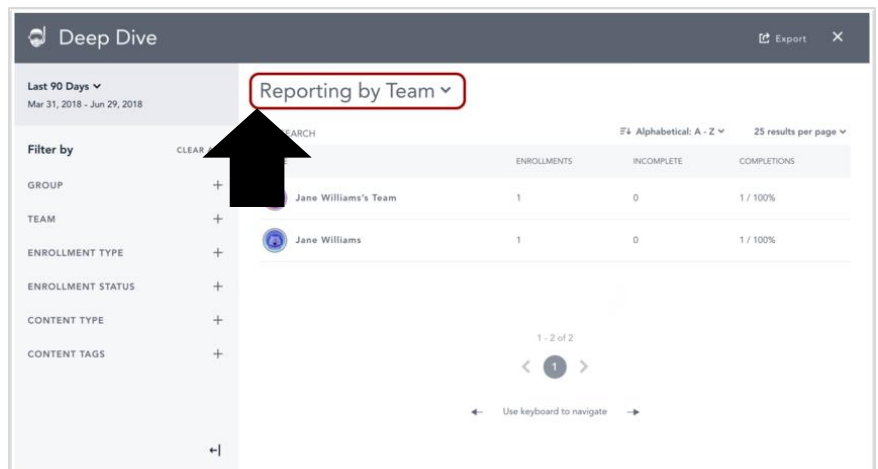 Deep Dive
Export
Last 90 Days
Mar 31, 2018 - Jun 29, 2018
Reporting by Team
Alphabetical: A - Z
25 results per page
Filter by
CLEAR
ENROLLMENTS
INCOMPLETE
COMPLETIONS
GROUP
Jane Williams's Team
1
0
1 / 100%
TEAM
Jane Williams
1
0
1 / 100%
ENROLLMENT TYPE
ENROLLMENT STATUS
CONTENT TYPE
CONTENT TAGS
1 - 2 of 2
1
Use keyboard to navigate